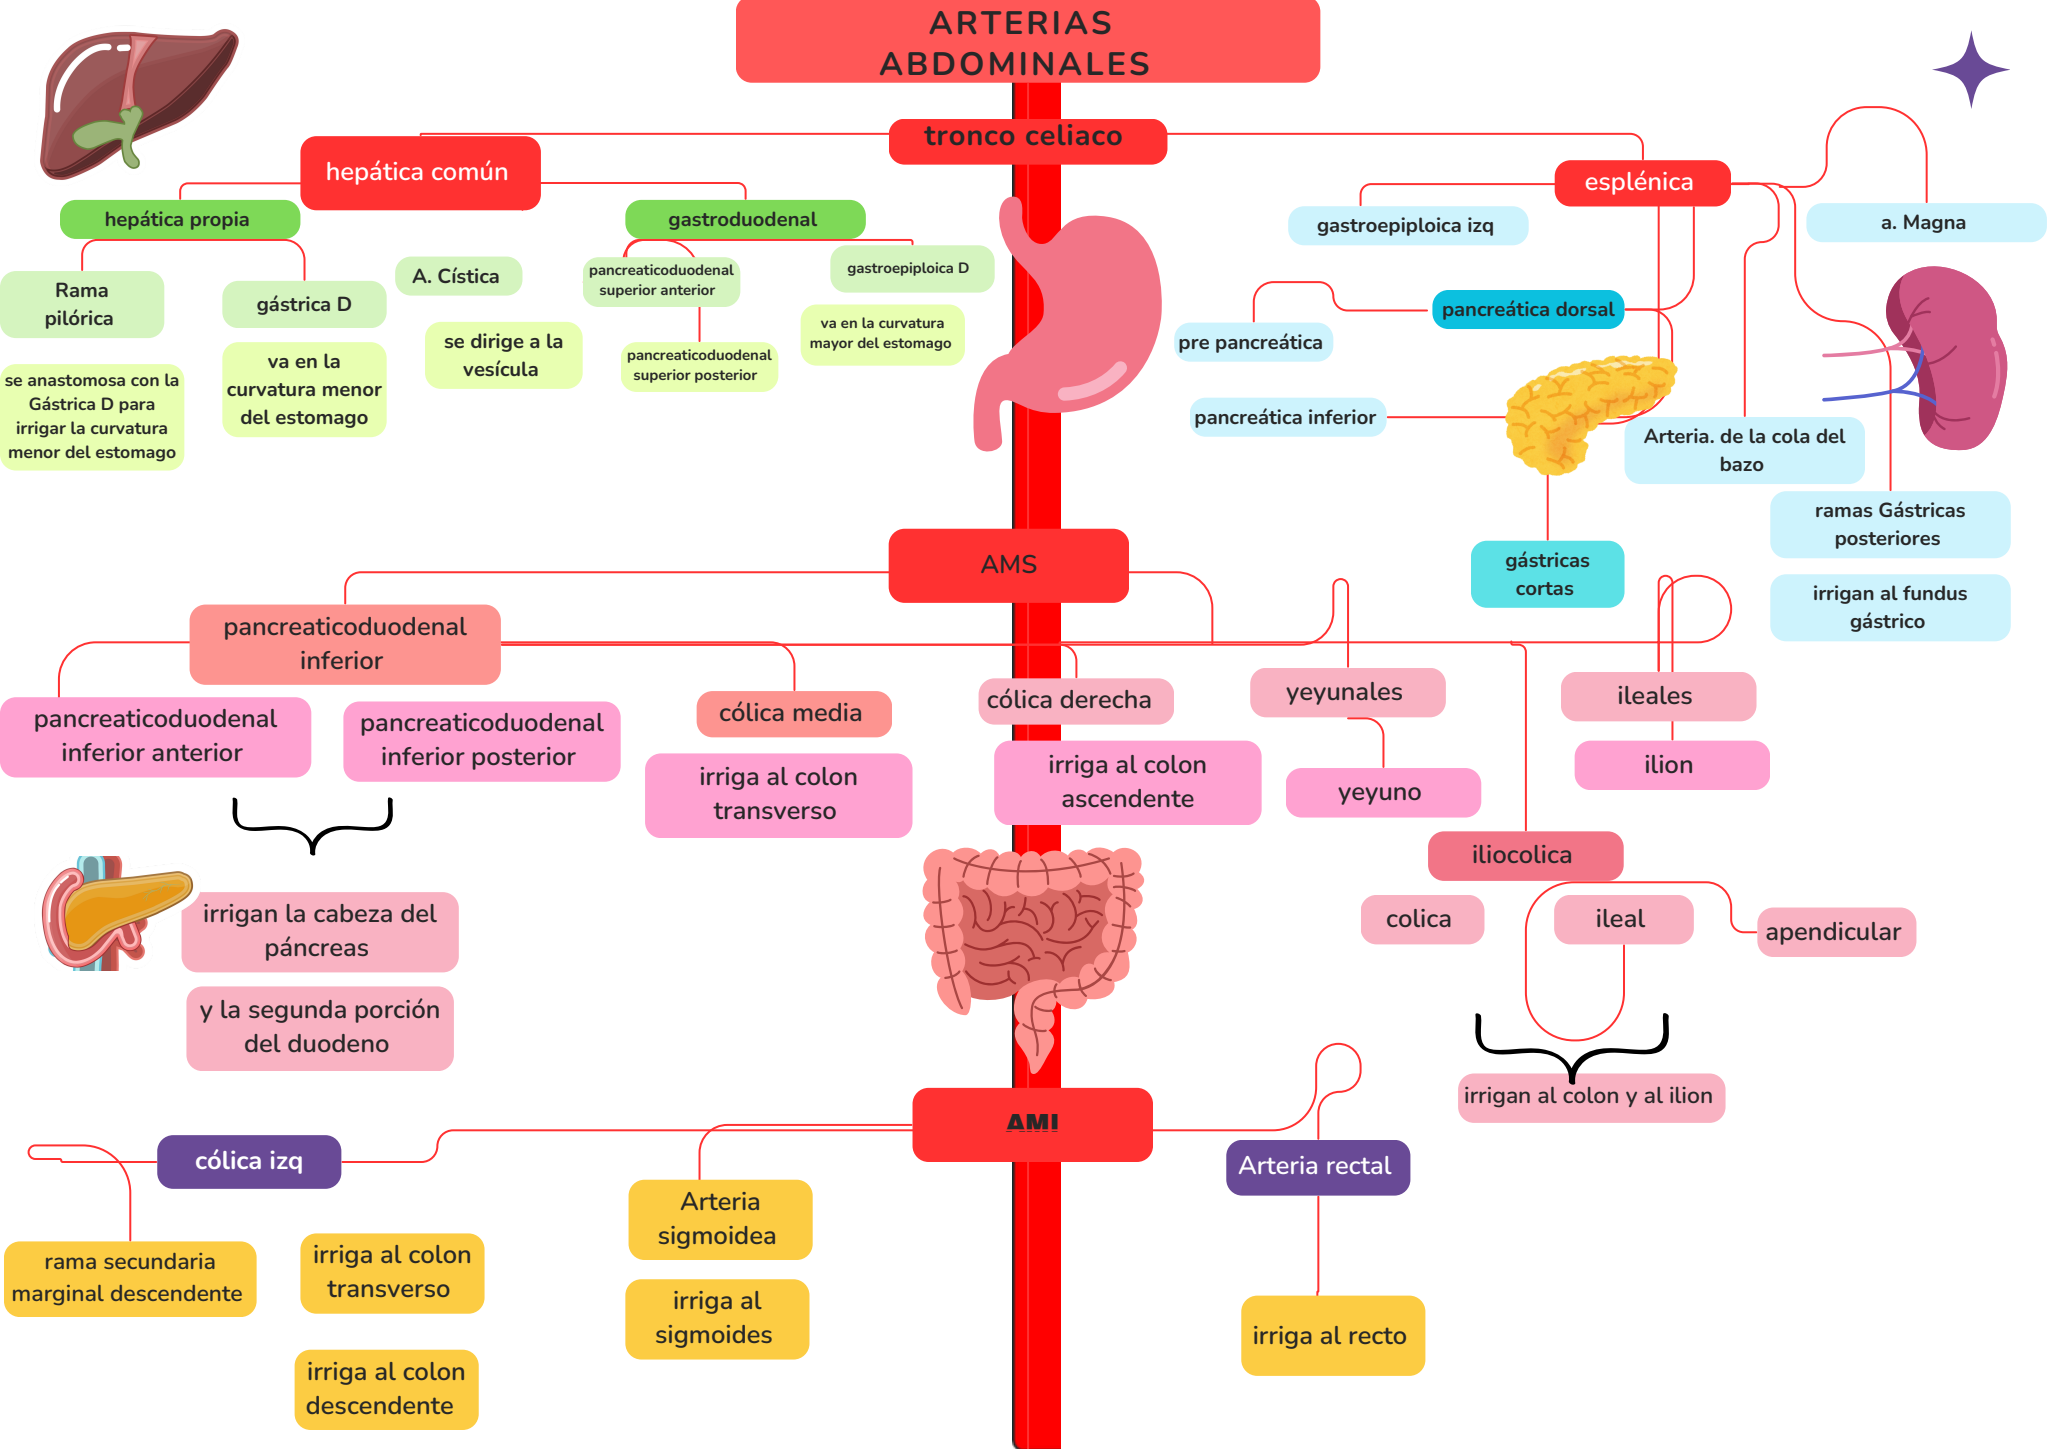 ARTERIAS
ABDOMINALES
tronco celiaco
hepática común
esplénica
hepática propia
gastroduodenal
gastroepiploica izq
a. Magna
Rama
pilórica
gástrica D
A. Cística
pancreaticoduodenal
superior anterior
gastroepiploica D
pancreática dorsal
pre pancreática
se dirige a la
vesícula
va en la curvatura
mayor del estomago
va en la
curvatura menor
del estomago
pancreaticoduodenal
superior posterior
se anastomosa con la
Gástrica D para
irrigar la curvatura
menor del estomago
pancreática inferior
Arteria. de la cola del
bazo
ramas Gástricas
posteriores
gástricas
cortas
irrigan al fundus
gástrico
AMS
pancreaticoduodenal
inferior
pancreaticoduodenal
inferior anterior
pancreaticoduodenal
inferior posterior
cólica media
cólica derecha
yeyunales
ileales
irriga al colon
transverso
irriga al colon
ascendente
yeyuno
ilion
iliocolica
colica
ileal
apendicular
irrigan la cabeza del
páncreas
y la segunda porción
del duodeno
irrigan al colon y al ilion
AMI
cólica izq
Arteria rectal
Arteria
sigmoidea
rama secundaria
marginal descendente
irriga al colon
transverso
irriga al
sigmoides
irriga al recto
irriga al colon
descendente